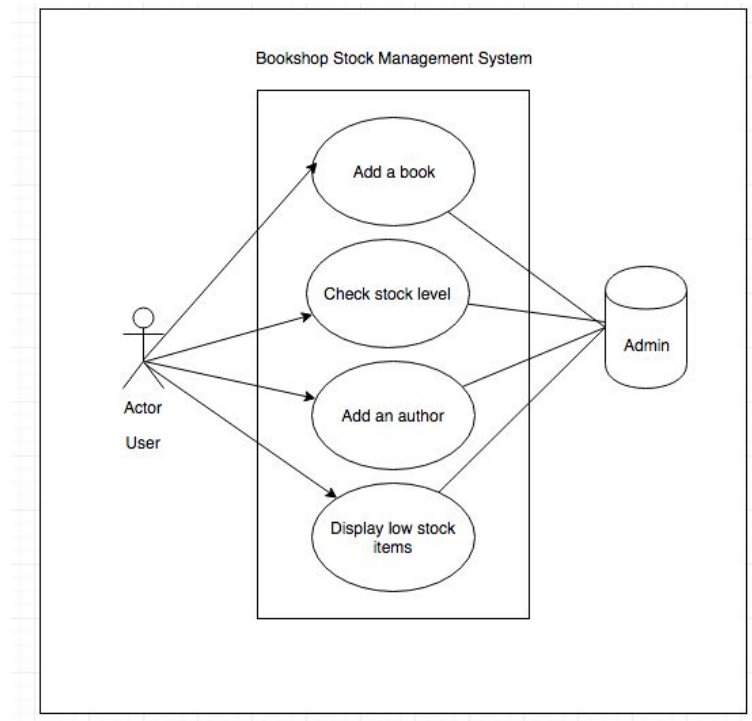 Bookshop Stock Management System
Add a book
Check stock level
Admin
Add an author
Actor
User
Display low stock
items